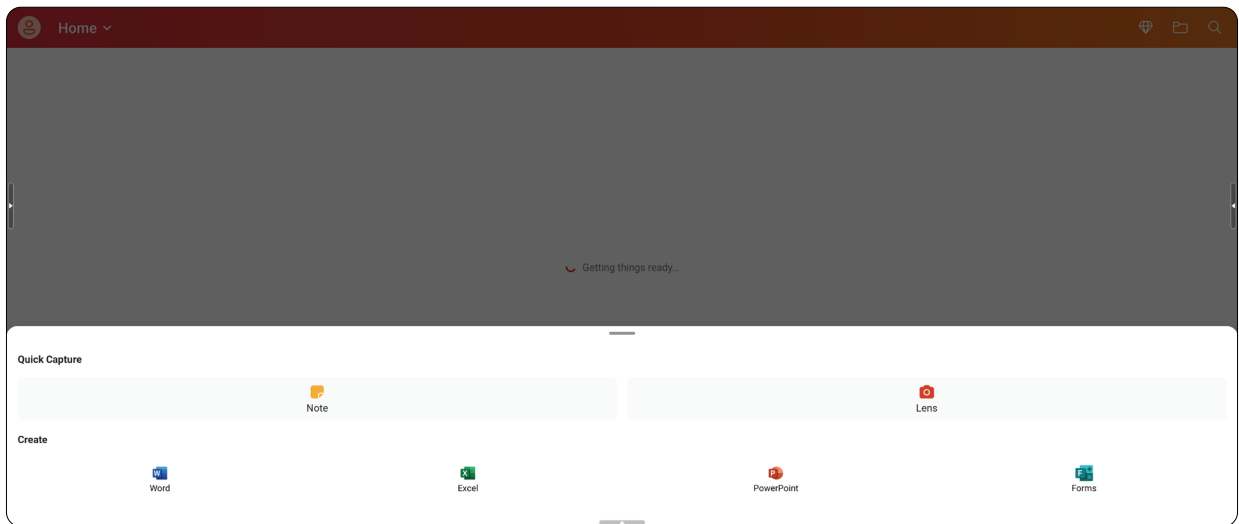 Home
Getting things ready...
Quick Capture
Note
Lens
Create
Word
Excel
PowerPoint
Forms